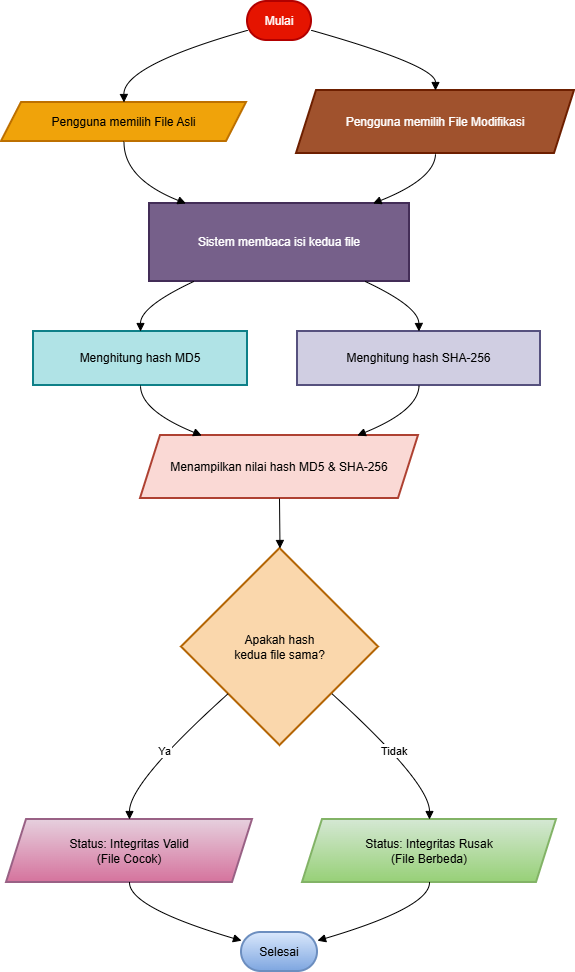 Mulai
Pengguna memilih File Asli
Pengguna memilih File Modifikasi
Sistem membaca isi kedua file
Menghitung hash MD5
Menghitung hash SHA-256
Menampilkan nilai hash MD5 & SHA-256
Apakah hash
kedua file sama?
Ya
Tidak
Status: Integritas Valid
(File Cocok)
Status: Integritas Rusak
(File Berbeda)
Selesai